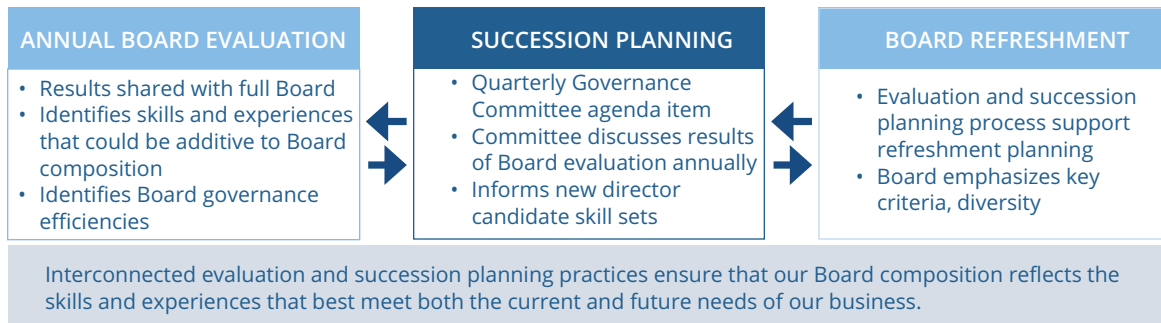 ANNUAL BOARD EVALUATION
• Results shared with full Board
• Identifies skills and experiences
that could be additive to Board
composition
• Identifies Board governance
efficiencies
SUCCESSION PLANNING
• Quarterly Governance
Committee agenda item
• Committee discusses results
of Board evaluation annually
• Informs new director
candidate skill sets
BOARD REFRESHMENT
• Evaluation and succession
planning process support
refreshment planning
• Board emphasizes key
criteria, diversity
Interconnected evaluation and succession planning practices ensure that our Board composition reflects the
skills and experiences that best meet both the current and future needs of our business.